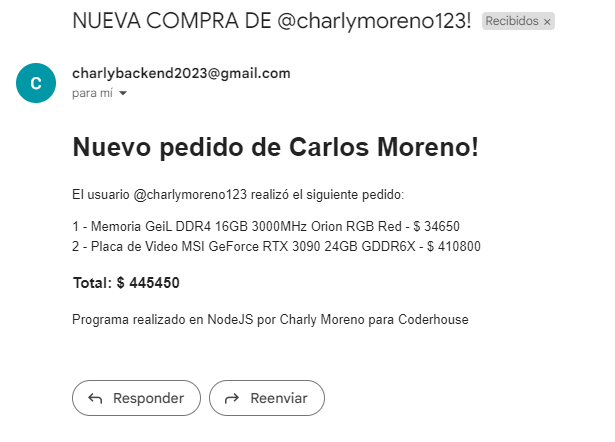 NUEVA COMPRA DE @charlymoreno123! Recibidos ×
C
charlybackend2023@gmail.com
para mí
Nuevo pedido de Carlos Moreno!
El usuario @charlymoreno123 realizó el siguiente pedido:
1 - Memoria GeiL DDR4 16GB 3000MHz Orion RGB Red - $ 34650
2 - Placa de Video MSI GeForce RTX 3090 24GB GDDR6X - $ 410800
Total: $ 445450
Programa realizado en NodeJS por Charly Moreno para Coderhouse
Responder Reenviar